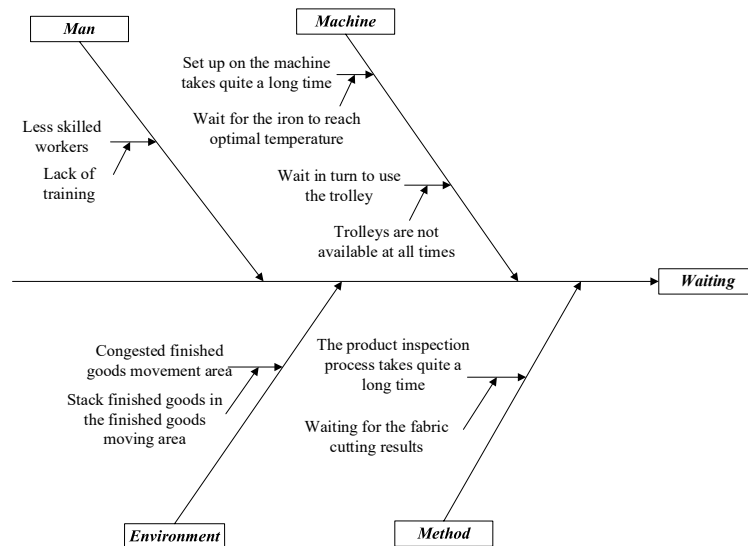 Man
Machine
Set up on the machine
takes quite a long time
Wait for the iron to reach
optimal temperature
Less skilled
workers
Lack of
training
Wait in turn to use
the trolley
Trolleys are not
available at all times
Waiting
Congested finished
goods movement area
Stack finished goods in
the finished goods
moving area
The product inspection
process takes quite a
long time
Waiting for the fabric
cutting results
Environment
Method